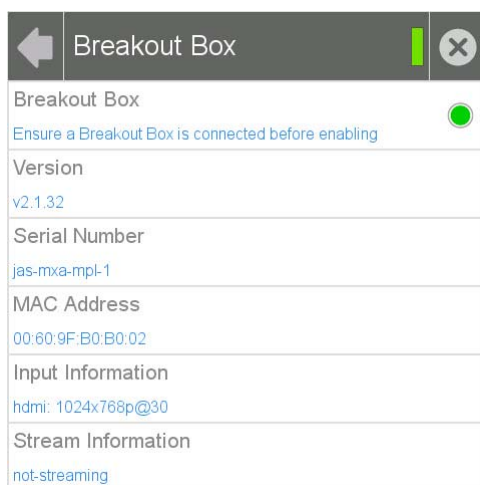 Breakout Box
Breakout Box
Ensure a Breakout Box is connected before enabling
Version
v2.1.32
Serial Number
jas-mxa-mpl-1
MAC Address
00:60:9F:B0:B0:02
Input Information
hdmi: 1024x768p@30
Stream Information
not-streaming